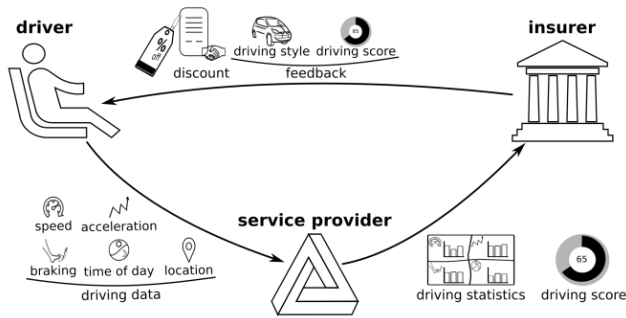 driver
insurer
%
off
65
driving style driving score
discount
feedback
service provider
speed acceleration
braking time of day location
driving data
65
driving statistics driving score